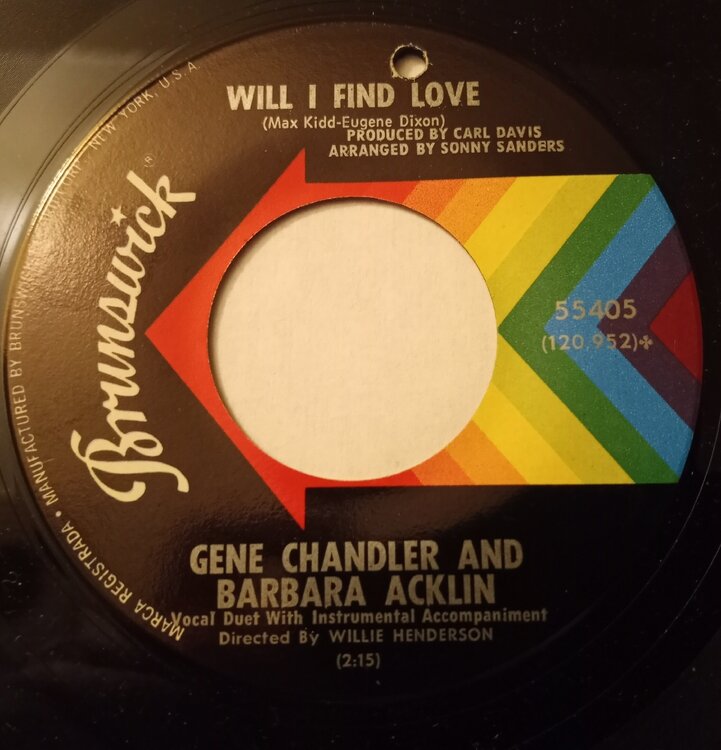 WILL I FIND LOVE
(Max Kidd-Eugene Dixon)
PRODUCED BY CARL DAVIS
ARRANGED BY SONNY SANDERS
Brunswick
®
55405
(120,952)✤
GENE CHANDLER AND
BARBARA ACKLIN
Vocal Duet With Instrumental Accompaniment
Directed By WILLIE HENDERSON
(2:15)
MARCA REGISTRADA • MANUFACTURED BY BRUNSWICK NEW YORK, U.S.A.